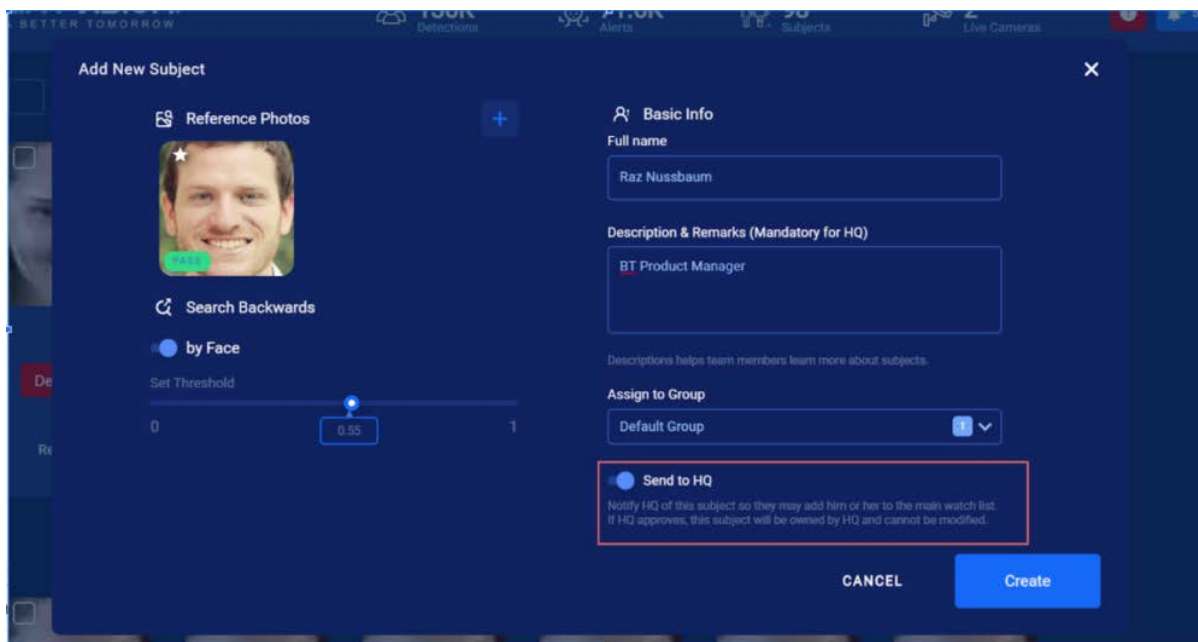 BETTER TOMORROW
Detections
Alerts
Subjects
Live Cameras
Add New Subject
Reference Photos
Basic Info
Full name
Raz Nussbaum
Description & Remarks (Mandatory for HQ)
BT Product Manager
Search Backwards
by Face
Descriptions helps team members learn more about subjects.
De
Set Threshold
Assign to Group
0
0.55
1
Default Group
1
Re
Send to HQ
Notify HQ of this subject so they may add him or her to the main watch list.
If HQ approves, this subject will be owned by HQ and cannot be modified.
CANCEL
Create